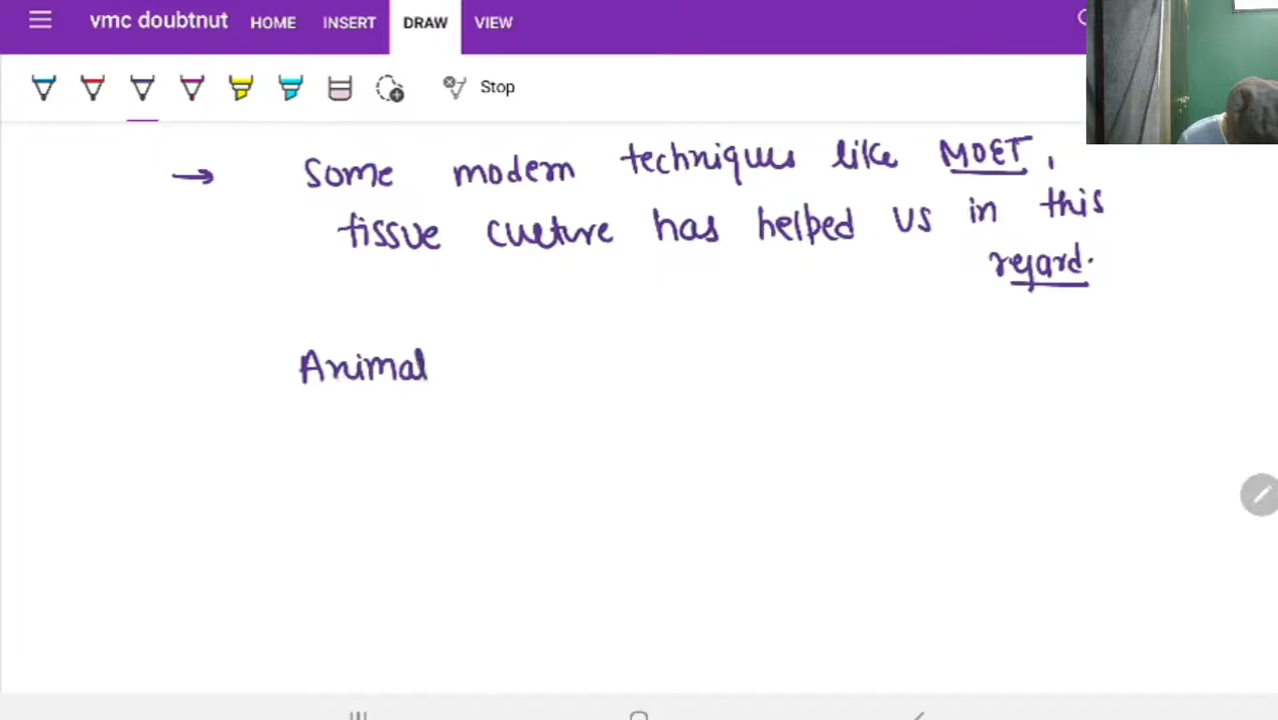 vmc doubtnut HOME INSERT DRAW VIEW
Stop
→ Some modern techniques like MOET,
tissue culture has helped us in this
regard.
Animal